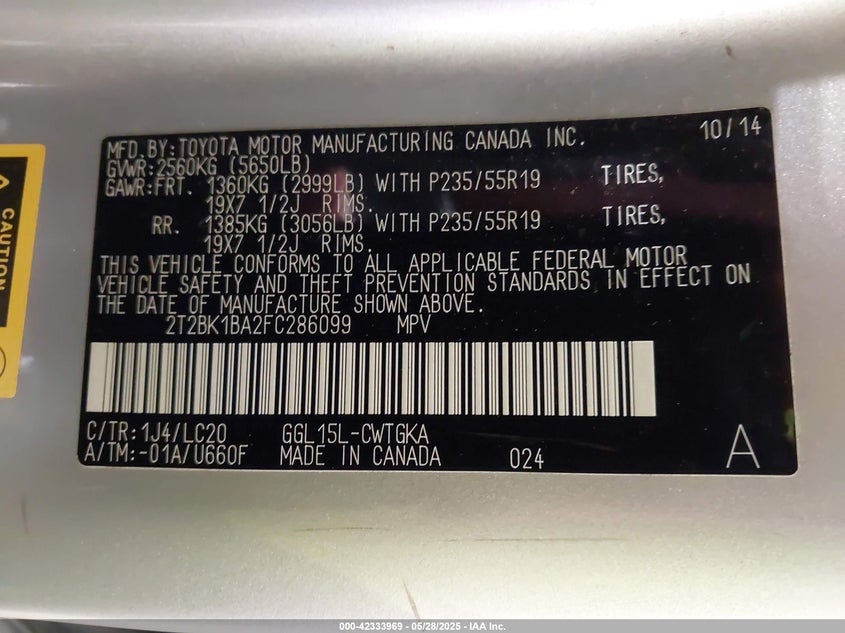 MFD.BY:TOYOTA MOTOR MANUFACTURING CANADA INC. 10/14
GVWR:2560KG (5650LB)
GAWR:FRT. 1360KG (2999LB) WITH P235/55R19 TIRES,
19X7 1/2J RIMS.
RR. 1385KG (3056LB) WITH P235/55R19 TIRES,
19X7 1/2J RIMS.
THIS VEHICLE CONFORMS TO ALL APPLICABLE FEDERAL MOTOR
VEHICLE SAFETY AND THEFT PREVENTION STANDARDS IN EFFECT ON
THE DATE OF MANUFACTURE SHOWN ABOVE.
2T2BK1BA2FC286099 MPV
C/TR:1J4/LC20 GGL15L-CWTGKA
A/TM:-01A/U660F MADE IN CANADA 024 A
CAUTION
000-42333969 - 05/28/2025 - IAA Inc.